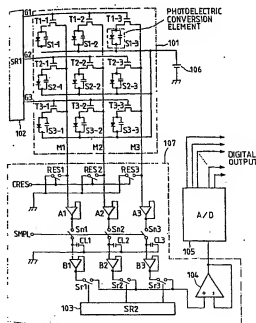 PHOTOELECTRIC
CONVERSION
ELEMENT
G1
T1-1 T1-2 T1-3
S1-1 S1-2 S1-3
101
G2
T2-1 T2-2 T2-3
106
SR1
S2-1 S2-2 S2-3
G3
T3-1 T3-2 T3-3
102
S3-1 S3-2 S3-3
M1 M2 M3
107
RES1 RES2 RES3
CRES
DIGITAL
OUTPUT
A1 A2 A3
SMPL
Sn1 Sn2 Sn3
CL1 CL2 CL3
A/D
B1 B2 B3
105
Sr1 Sr2 Sr3
104
103
SR2